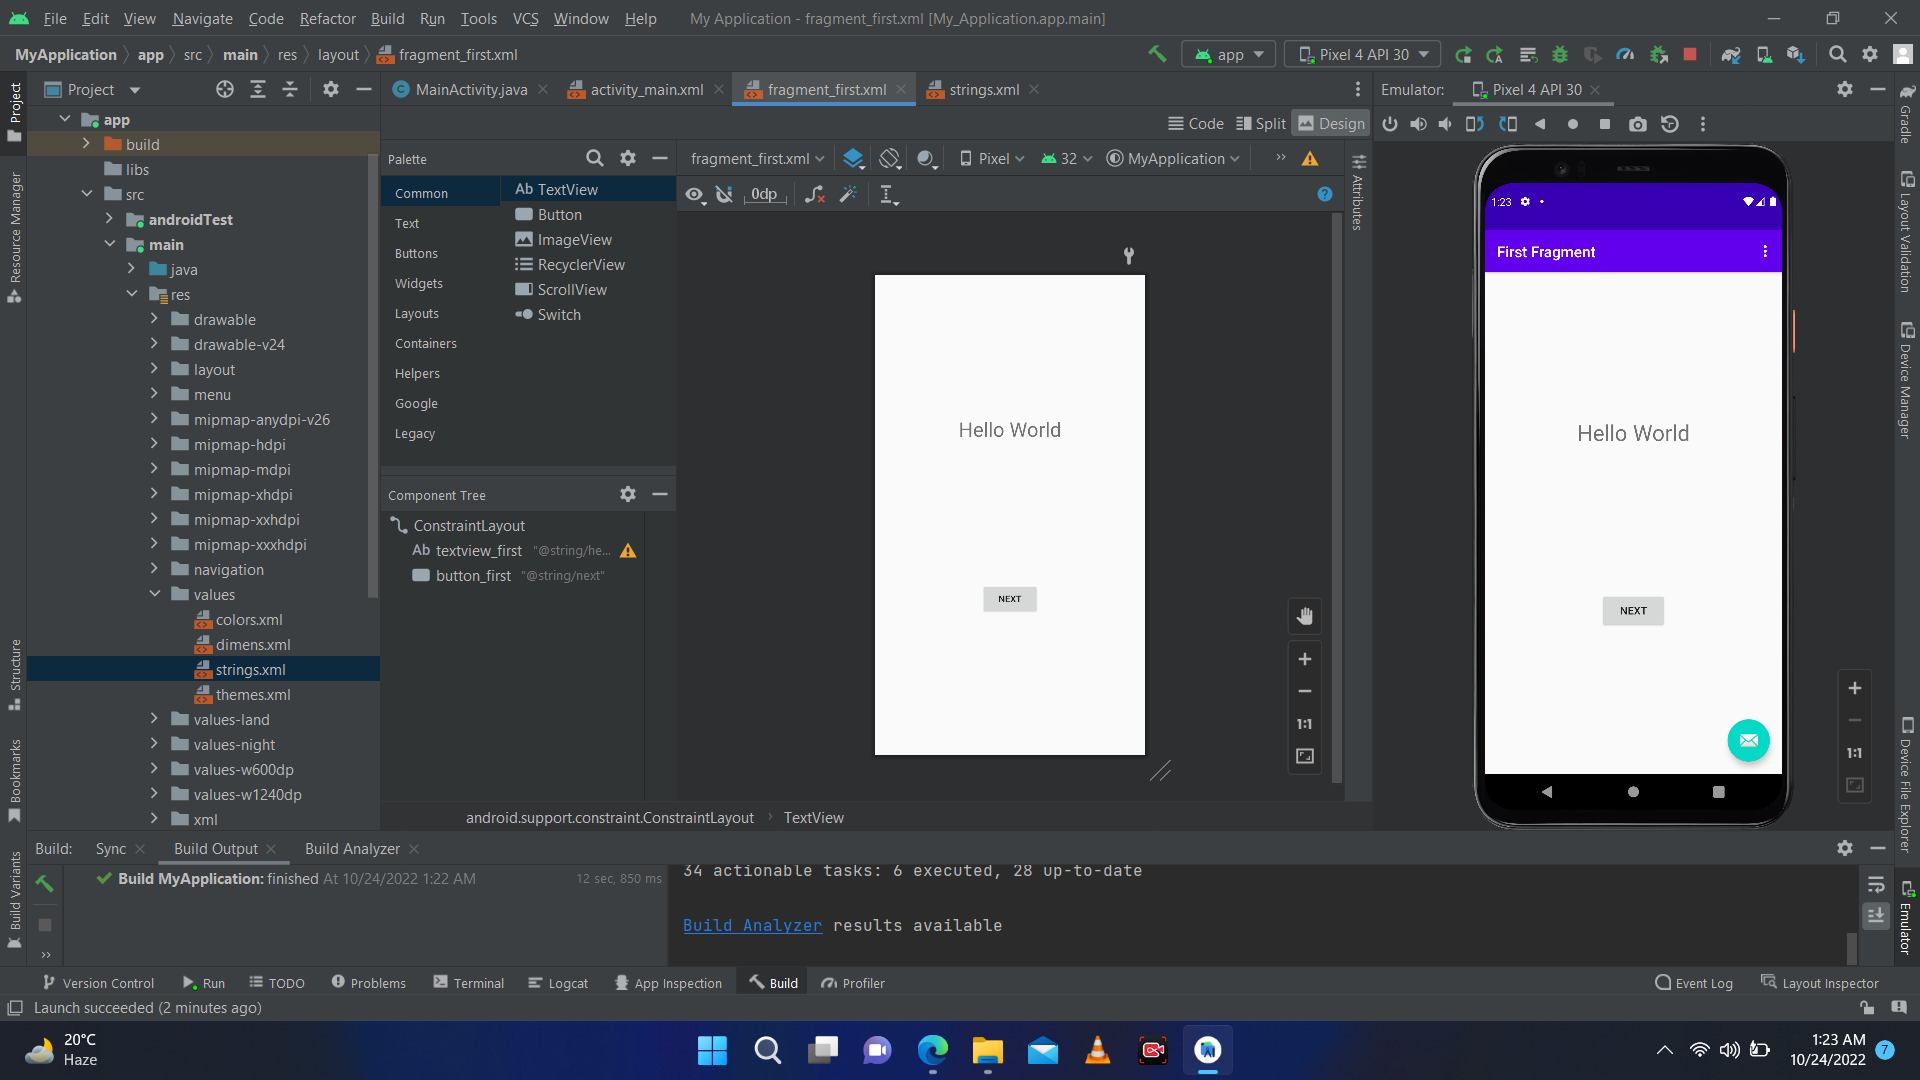 File Edit View Navigate Code Refactor Build Run Tools VCS Window Help My Application - fragment_first.xml [My_Application.app.main]
MyApplication app src main res layout fragment_first.xml app Pixel 4 API 30
Project MainActivity.java activity_main.xml fragment_first.xml strings.xml Emulator: Pixel 4 API 30
Code Split Design
Palette fragment_first.xml Pixel 32 MyApplication
0dp
Common
Text
Buttons
Widgets
Layouts
Containers
Helpers
Google
Legacy
Ab TextView
Button
ImageView
RecyclerView
ScrollView
Switch
app
build
libs
src
androidTest
main
java
res
drawable
drawable-v24
layout
menu
mipmap-anydpi-v26
mipmap-hdpi
mipmap-mdpi
mipmap-xhdpi
mipmap-xxhdpi
mipmap-xxxhdpi
navigation
values
colors.xml
dimens.xml
strings.xml
themes.xml
values-land
values-night
values-w600dp
values-w1240dp
xml
Component Tree
ConstraintLayout
Ab textview_first "@string/he...
button_first "@string/next"
Hello World
NEXT
1:1
android.support.constraint.ConstraintLayout TextView
1:23
First Fragment
Hello World
NEXT
1:1
Project
Resource Manager
Structure
Bookmarks
Build Variants
Attributes
Gradle
Layout Validation
Device Manager
Device File Explorer
Emulator
Build: Sync Build Output Build Analyzer
Build MyApplication: finished At 10/24/2022 1:22 AM 12 sec, 850 ms
34 actionable tasks: 6 executed, 28 up-to-date
Build Analyzer results available
Version Control Run TODO Problems Terminal Logcat App Inspection Build Profiler Event Log Layout Inspector
Launch succeeded (2 minutes ago)
20°C
Haze
1:23 AM
10/24/2022
7